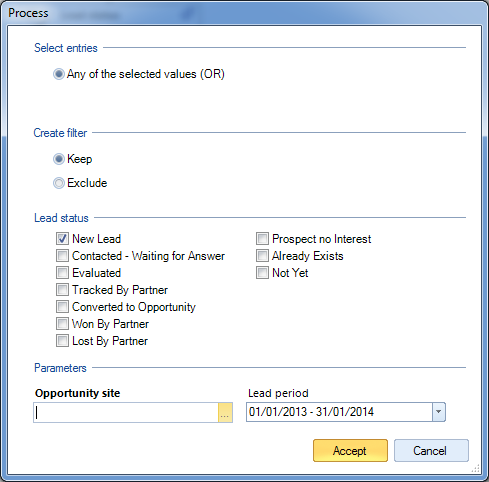 Process
Select entries
Any of the selected values (OR)
Create filter
Keep
Exclude
Lead status
New Lead
Prospect no Interest
Contacted - Waiting for Answer
Already Exists
Evaluated
Not Yet
Tracked By Partner
Converted to Opportunity
Won By Partner
Lost By Partner
Parameters
Opportunity site
Lead period
...
01/01/2013 - 31/01/2014
Accept
Cancel